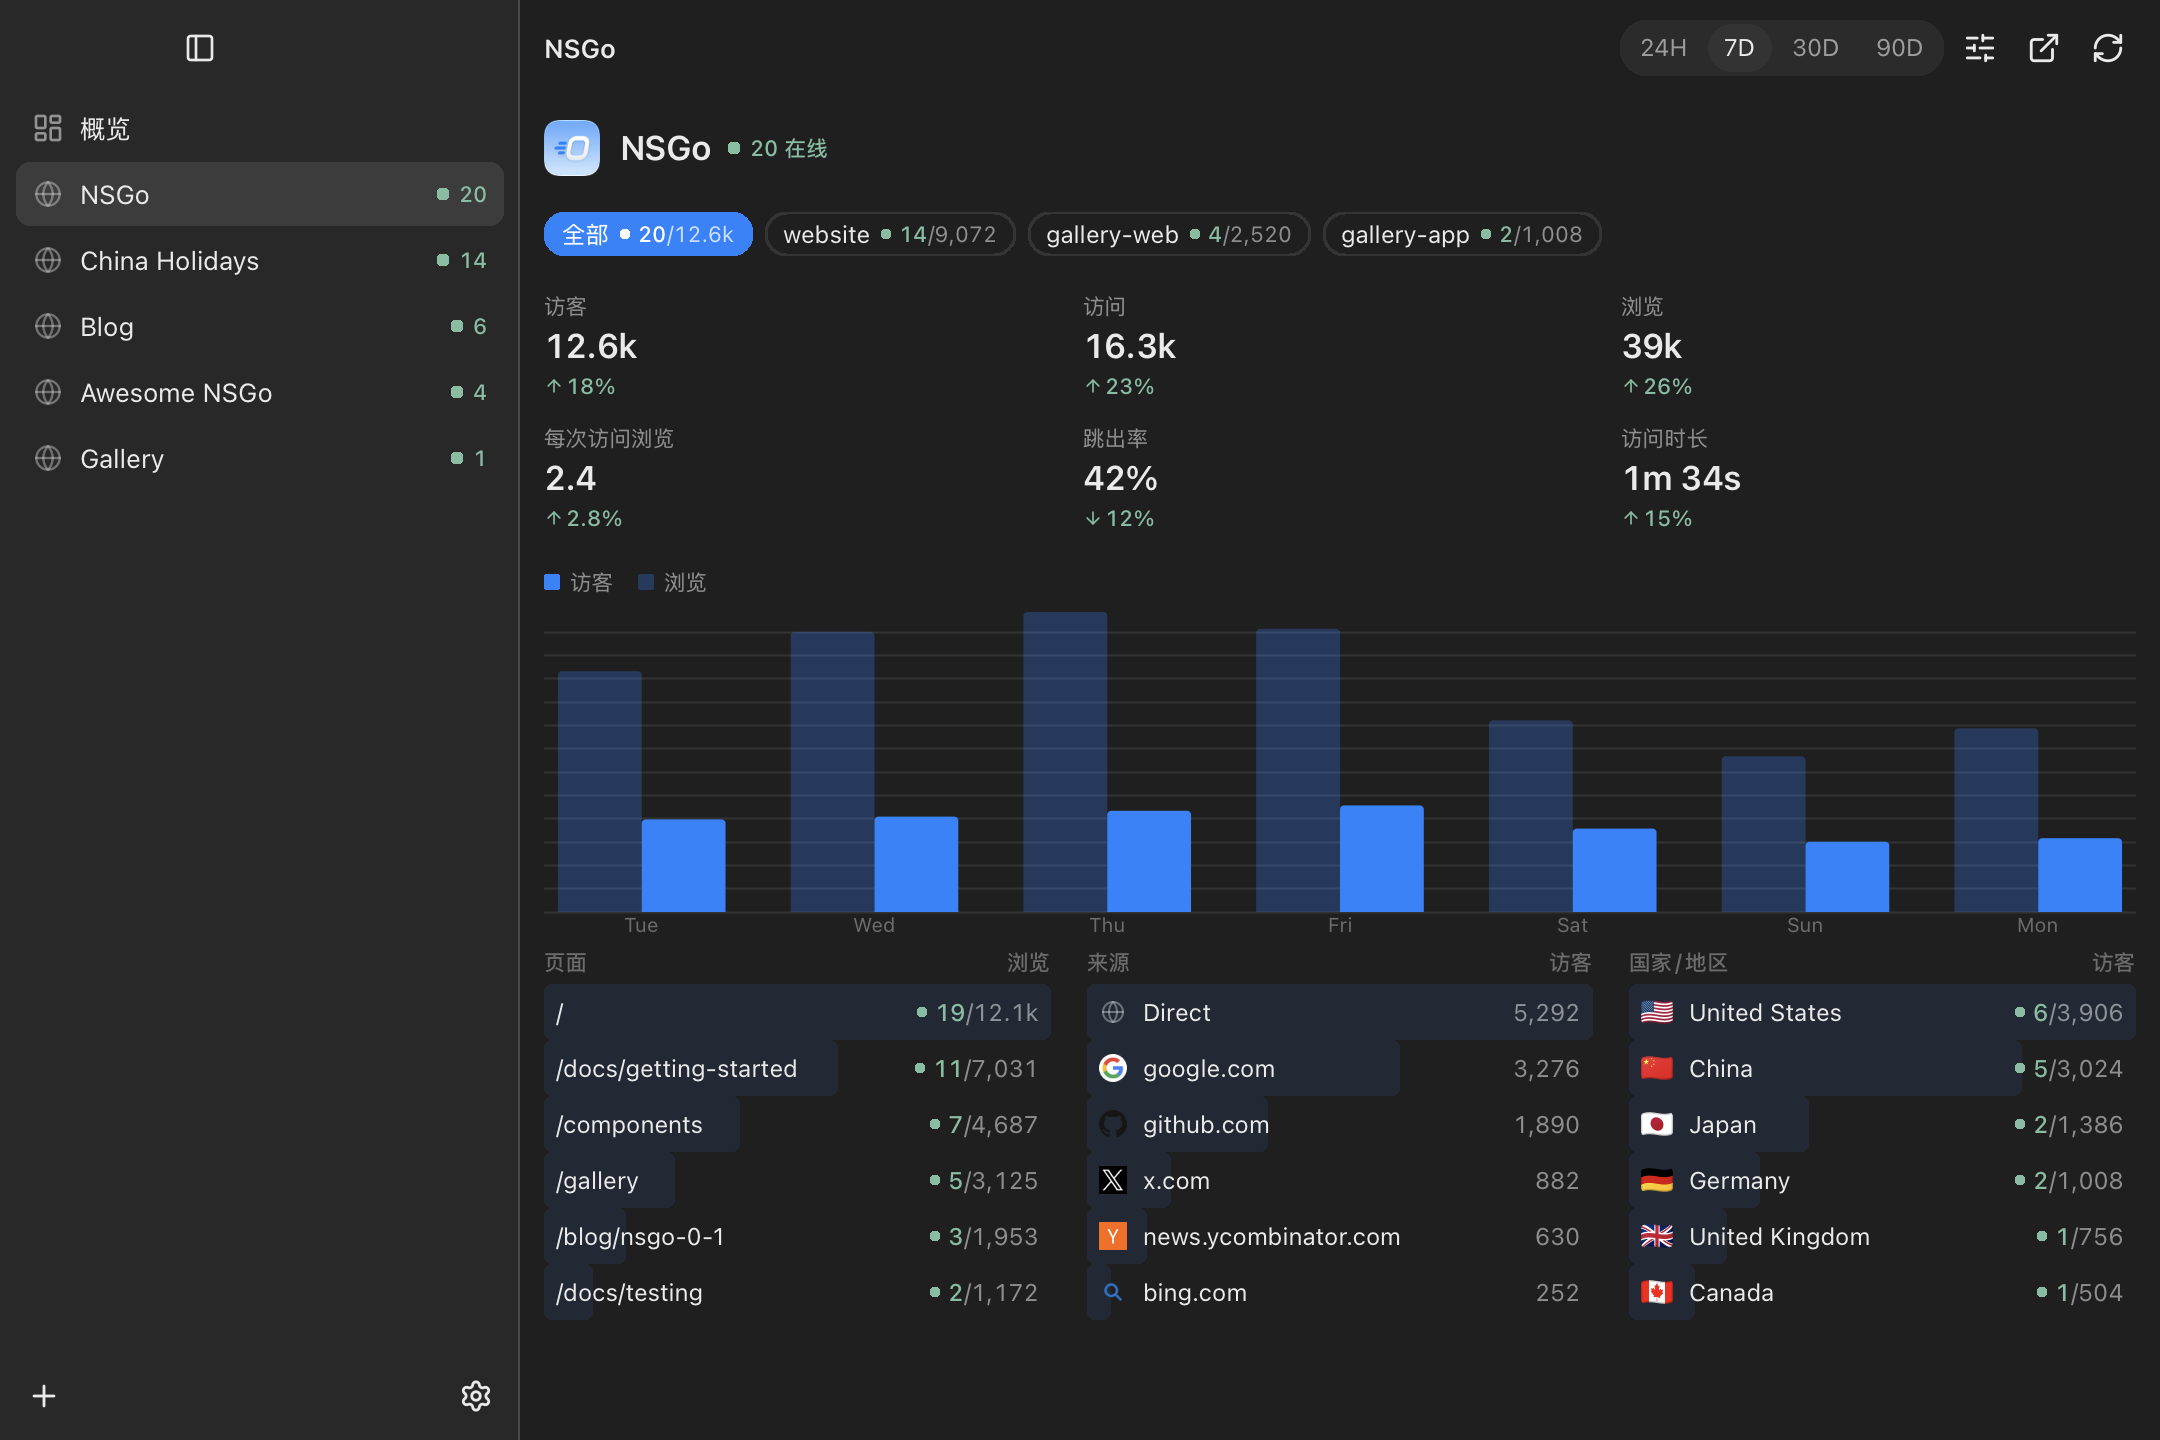 NSGo
24H 7D 30D 90D
概览
NSGo 20
China Holidays 14
Blog 6
Awesome NSGo 4
Gallery 1
NSGo 20 在线
全部 20/12.6k website 14/9,072 gallery-web 4/2,520 gallery-app 2/1,008
访客 访问 浏览
12.6k 16.3k 39k
↑ 18% ↑ 23% ↑ 26%
每次访问浏览 跳出率 访问时长
2.4 42% 1m 34s
↑ 2.8% ↓ 12% ↑ 15%
访客 浏览
Tue Wed Thu Fri Sat Sun Mon
页面 浏览
/ 19/12.1k
/docs/getting-started 11/7,031
/components 7/4,687
/gallery 5/3,125
/blog/nsgo-0-1 3/1,953
/docs/testing 2/1,172
来源 访客
Direct 5,292
google.com 3,276
github.com 1,890
x.com 882
news.ycombinator.com 630
bing.com 252
国家/地区 访客
United States 6/3,906
China 5/3,024
Japan 2/1,386
Germany 2/1,008
United Kingdom 1/756
Canada 1/504